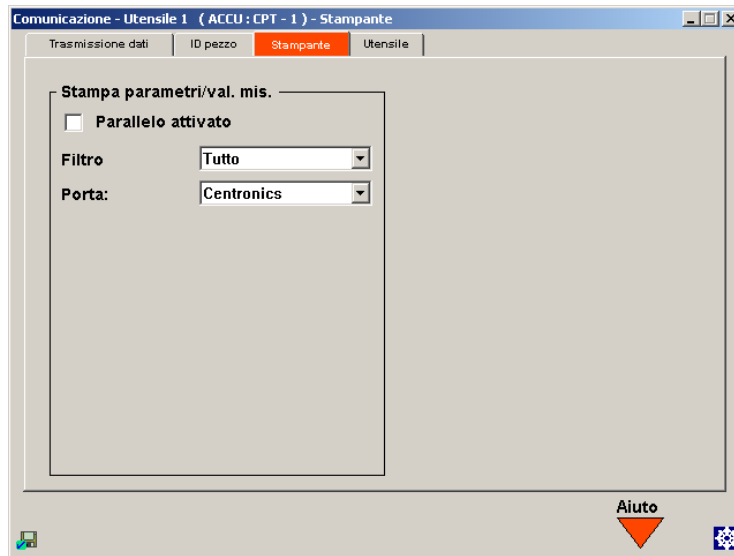 Comunicazione - Utensile 1 ( ACCU : CPT - 1 ) - Stampante
Trasmissione dati ID pezzo Stampante Utensile
Stampa parametri/val. mis.
Parallelo attivato
Filtro Tutto
Porta: Centronics
Aiuto